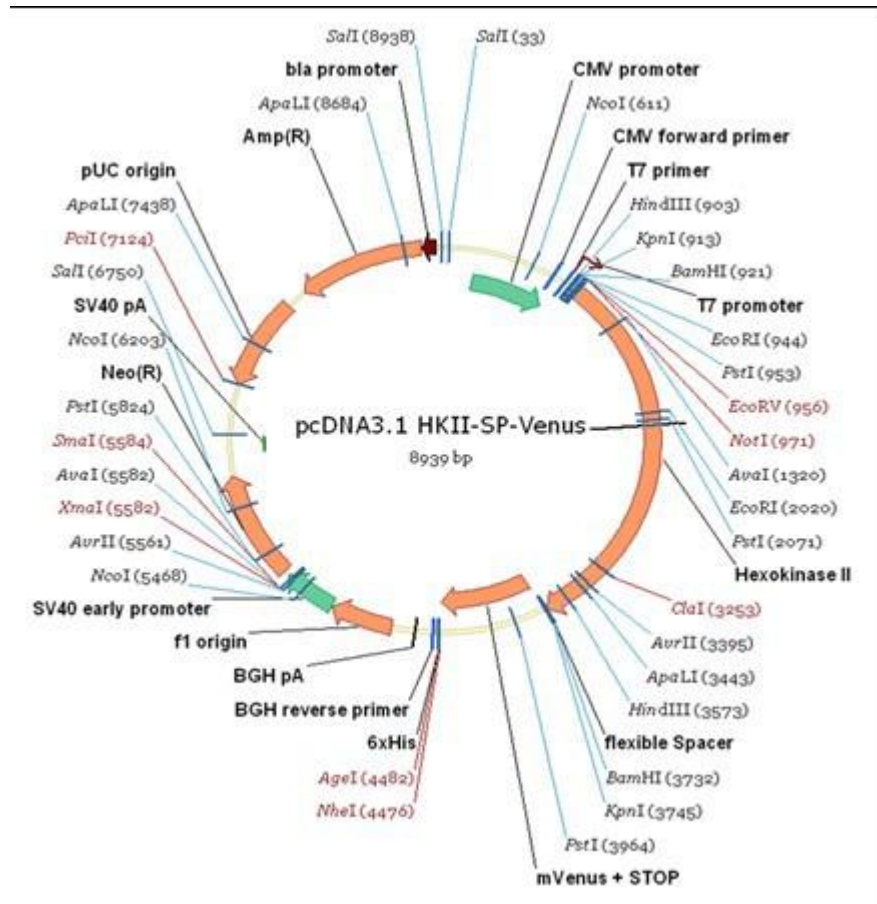 SalI (8938)
SalI (33)
bla promoter
CMV promoter
ApaLI (8684)
NcoI (611)
Amp(R)
CMV forward primer
pUC origin
T7 primer
ApaLI (7438)
HindIII (903)
PciI (7124)
KpnI (913)
SalI (6750)
BamHI (921)
SV40 pA
T7 promoter
NcoI (6203)
EcoRI (944)
Neo(R)
PstI (953)
PstI (5824)
EcoRV (956)
pcDNA3.1 HKII-SP-Venus
8939 bp
SmaI (5584)
NotI (971)
AvaI (5582)
AvaI (1320)
XmaI (5582)
EcoRI (2020)
AvrII (5561)
PstI (2071)
NcoI (5468)
Hexokinase II
SV40 early promoter
ClaI (3253)
f1 origin
AvrII (3395)
BGH pA
ApaLI (3443)
BGH reverse primer
HindIII (3573)
6xHis
flexible Spacer
AgeI (4482)
BamHI (3732)
NheI (4476)
KpnI (3745)
PstI (3964)
mVenus + STOP